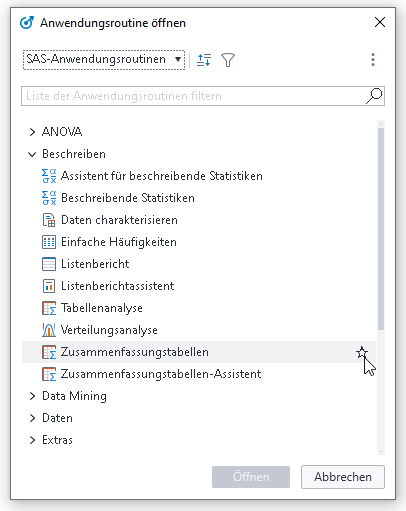 Anwendungsroutine öffnen
SAS-Anwendungsroutinen
Liste der Anwendungsroutinen filtern
ANOVA
Beschreiben
Assistent für beschreibende Statistiken
Beschreibende Statistiken
Daten charakterisieren
Einfache Häufigkeiten
Listenbericht
Listenberichtassistent
Tabellenanalyse
Verteilungsanalyse
Zusammenfassungstabellen
Zusammenfassungstabellen-Assistent
Data Mining
Daten
Extras
Öffnen Abbrechen